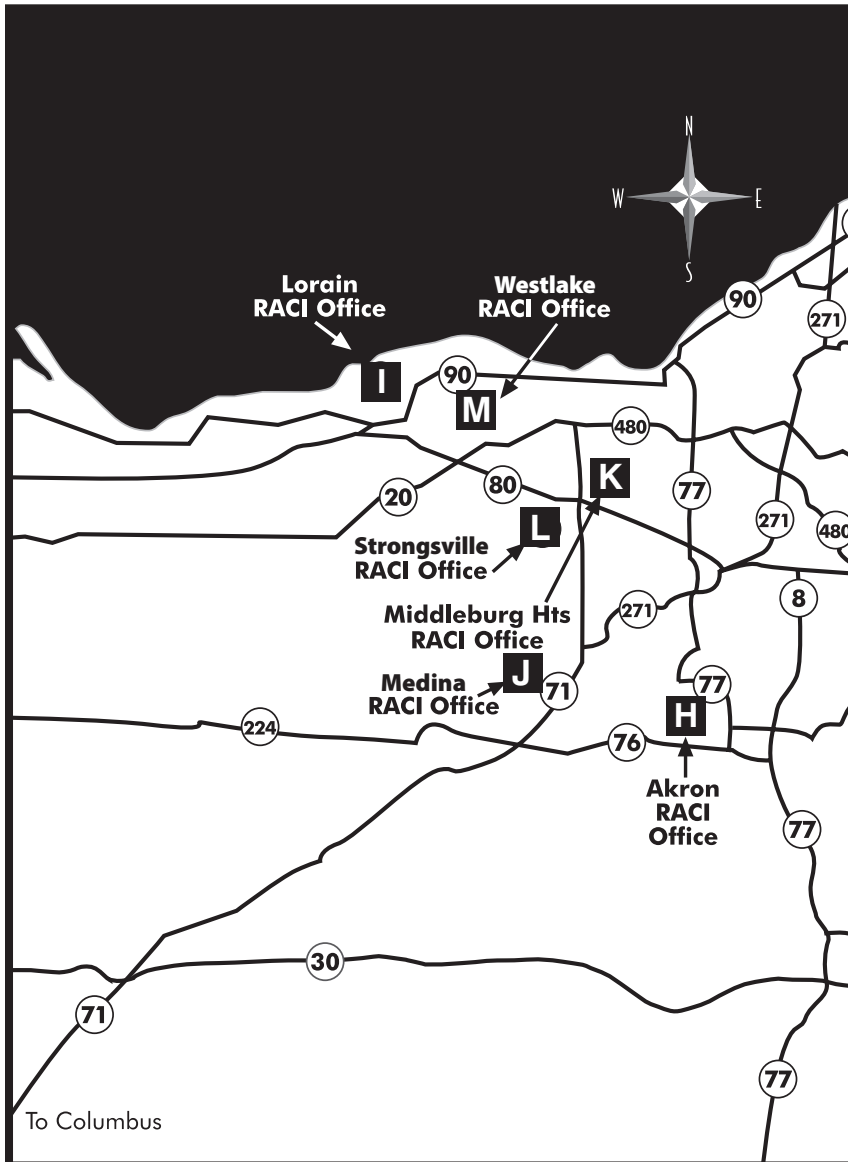 N
W
E
S
Lorain
RACI Office
Westlake
RACI Office
90
271
I
90
M
480
K
20
80
77
271
480
L
Strongsville
RACI Office
8
Middleburg Hts
RACI Office
271
J
Medina
RACI Office
71
77
H
224
76
Akron
RACI
Office
77
30
71
77
To Columbus